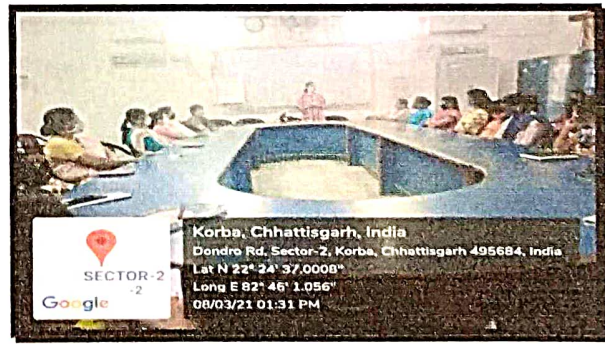 Korba, Chhattisgarh, India
Dondro Rd, Sector-2, Korba, Chhattisgarh 495684, India
Lat N 22° 24' 37.0008"
Long E 82° 46' 1.056"
08/03/21 01:31 PM
SECTOR-2
-2
Google